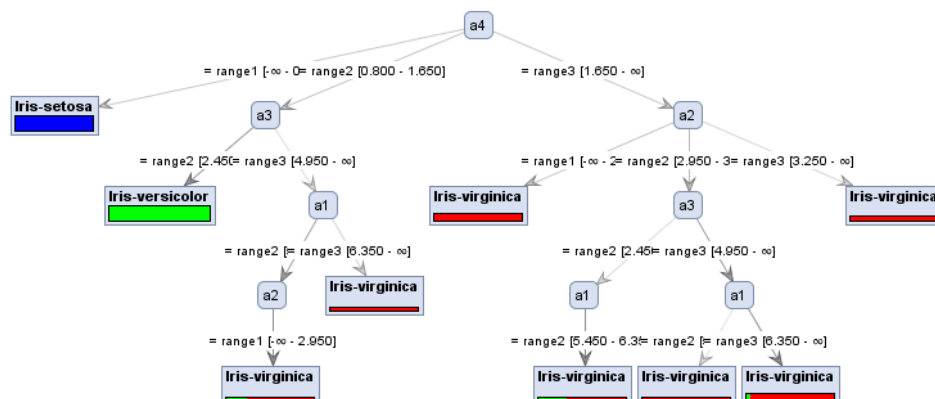 a4
= range1 [-∞ - 0
= range2 [0.800 - 1.650]
= range3 [1.650 - ∞]
Iris-setosa
a3
a2
= range2 [2.450
= range3 [4.950 - ∞]
= range1 [-∞ - 2
= range2 [2.950 - 3
= range3 [3.250 - ∞]
Iris-versicolor
a1
Iris-virginica
a3
Iris-virginica
= range2 [
= range3 [6.350 - ∞]
= range2 [2.45
= range3 [4.950 - ∞]
a2
Iris-virginica
a1
a1
= range1 [-∞ - 2.950]
= range2 [5.450 - 6.3
= range2 [
= range3 [6.350 - ∞]
Iris-virginica
Iris-virginica
Iris-virginica
Iris-virginica